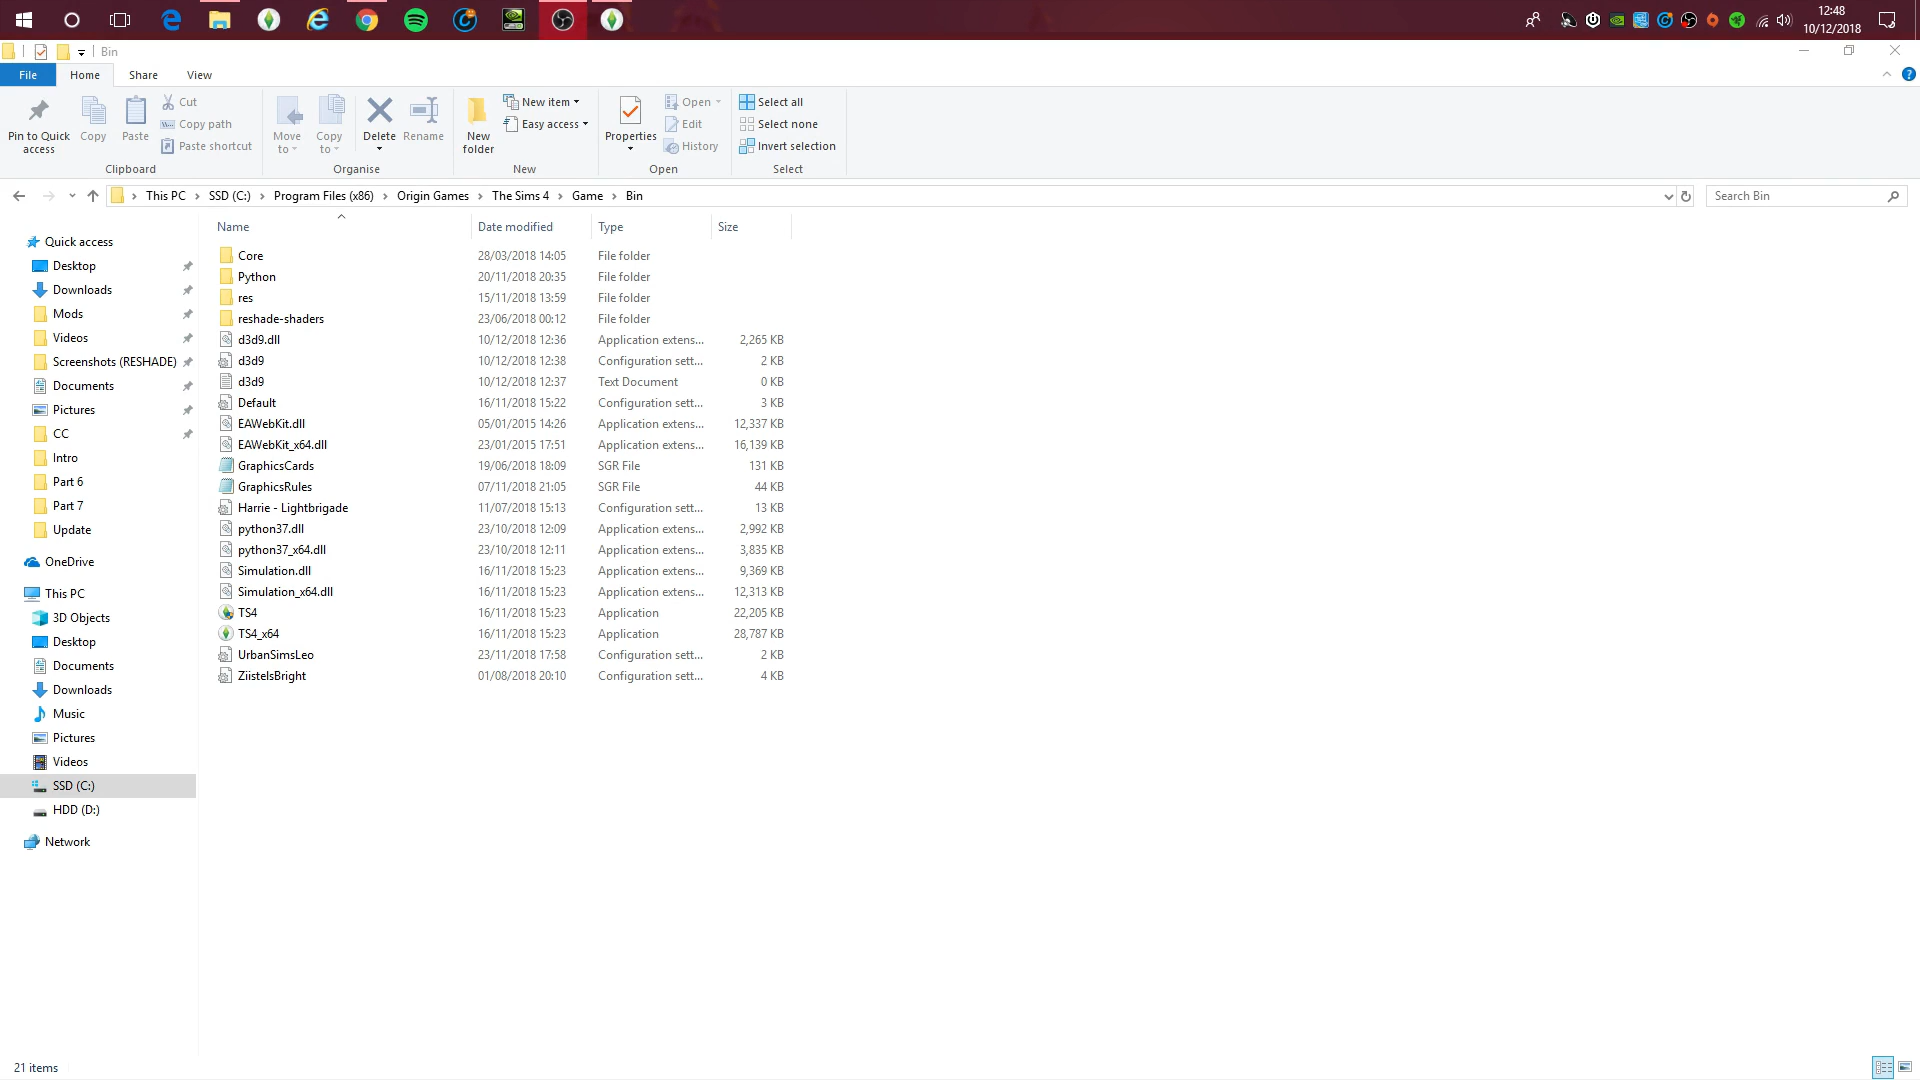 12:48
10/12/2018
Bin
File Home Share View
Pin to Quick access
Copy
Paste
Cut
Copy path
Paste shortcut
Clipboard
Move to
Copy to
Delete
Rename
Organise
New folder
New item
Easy access
New
Properties
Open
Edit
History
Open
Select all
Select none
Invert selection
Select
This PC > SSD (C:) > Program Files (x86) > Origin Games > The Sims 4 > Game > Bin
Search Bin
Quick access
Desktop
Downloads
Mods
Videos
Screenshots (RESHADE)
Documents
Pictures
CC
Intro
Part 6
Part 7
Update
OneDrive
This PC
3D Objects
Desktop
Documents
Downloads
Music
Pictures
Videos
SSD (C:)
HDD (D:)
Network
Name Date modified Type Size
Core 28/03/2018 14:05 File folder
Python 20/11/2018 20:35 File folder
res 15/11/2018 13:59 File folder
reshade-shaders 23/06/2018 00:12 File folder
d3d9.dll 10/12/2018 12:36 Application extens... 2,265 KB
d3d9 10/12/2018 12:38 Configuration sett... 2 KB
d3d9 10/12/2018 12:37 Text Document 0 KB
Default 16/11/2018 15:22 Configuration sett... 3 KB
EAWebKit.dll 05/01/2015 14:26 Application extens... 12,337 KB
EAWebKit_x64.dll 23/01/2015 17:51 Application extens... 16,139 KB
GraphicsCards 19/06/2018 18:09 SGR File 131 KB
GraphicsRules 07/11/2018 21:05 SGR File 44 KB
Harrie - Lightbrigade 11/07/2018 15:13 Configuration sett... 13 KB
python37.dll 23/10/2018 12:09 Application extens... 2,992 KB
python37_x64.dll 23/10/2018 12:11 Application extens... 3,835 KB
Simulation.dll 16/11/2018 15:23 Application extens... 9,369 KB
Simulation_x64.dll 16/11/2018 15:23 Application extens... 12,313 KB
TS4 16/11/2018 15:23 Application 22,205 KB
TS4_x64 16/11/2018 15:23 Application 28,787 KB
UrbanSimsLeo 23/11/2018 17:58 Configuration sett... 2 KB
ZiistelsBright 01/08/2018 20:10 Configuration sett... 4 KB
21 items